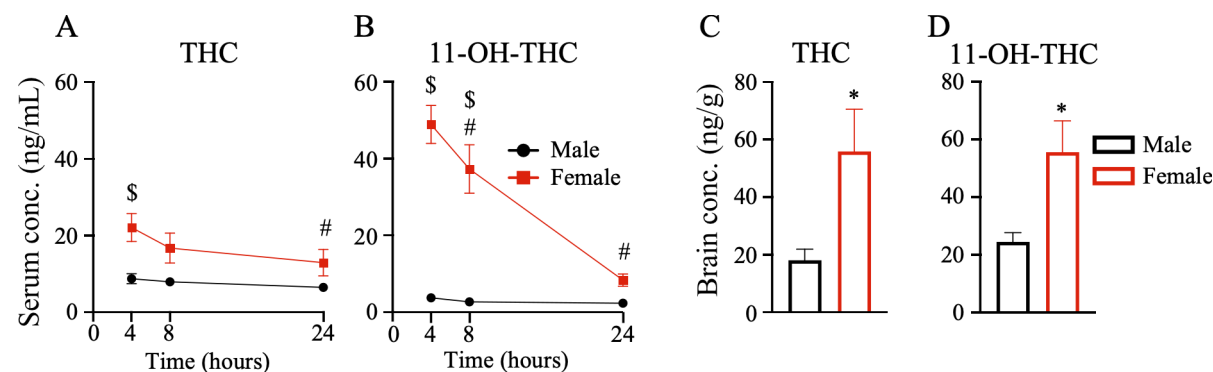 A
THC
Serum conc. (ng/mL)
60
40
20
0
$
#
0 4 8 24
Time (hours)
B
11-OH-THC
60
40
20
0
$
$
#
#
Male
Female
0 4 8 24
Time (hours)
C
THC
Brain conc. (ng/g)
80
60
40
20
0
*
D
11-OH-THC
80
60
40
20
0
*
Male
Female